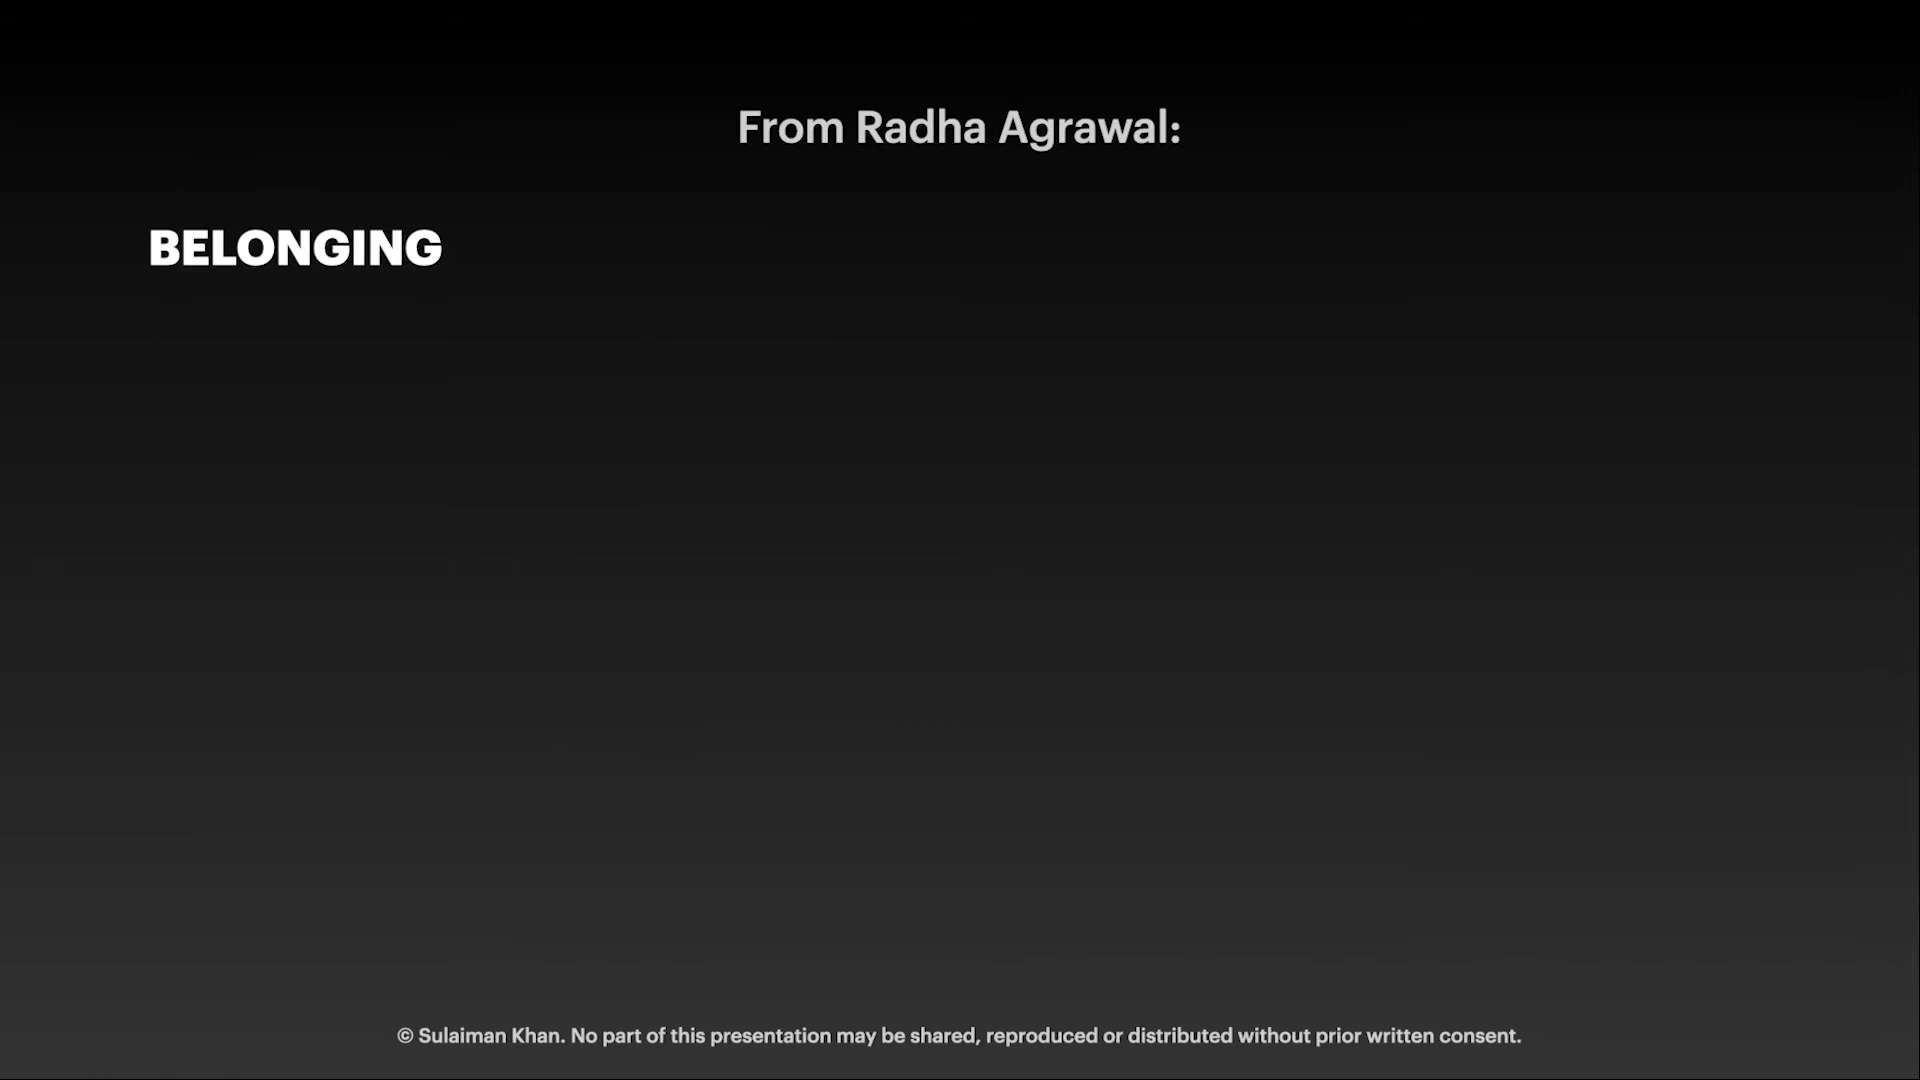 From Radha Agrawal:
BELONGING
© Sulaiman Khan. No part of this presentation may be shared, reproduced or distributed without prior written consent.